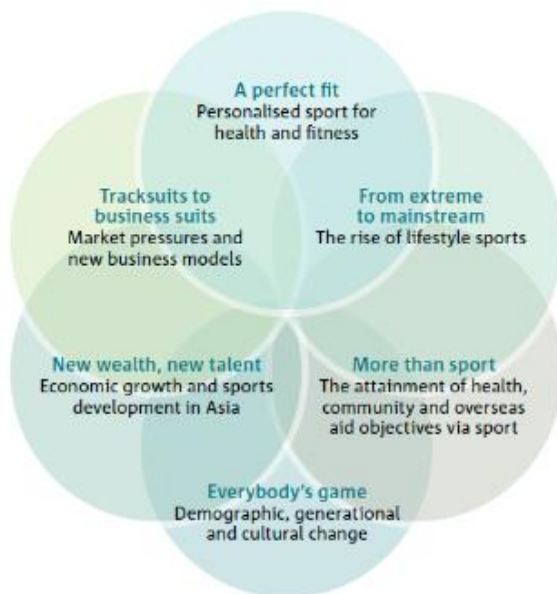 A perfect fit
Personalised sport for
health and fitness
Tracksuits to
business suits
Market pressures and
new business models
From extreme
to mainstream
The rise of lifestyle sports
New wealth, new talent
Economic growth and sports
development in Asia
More than sport
The attainment of health,
community and overseas
aid objectives via sport
Everybody's game
Demographic, generational
and cultural change